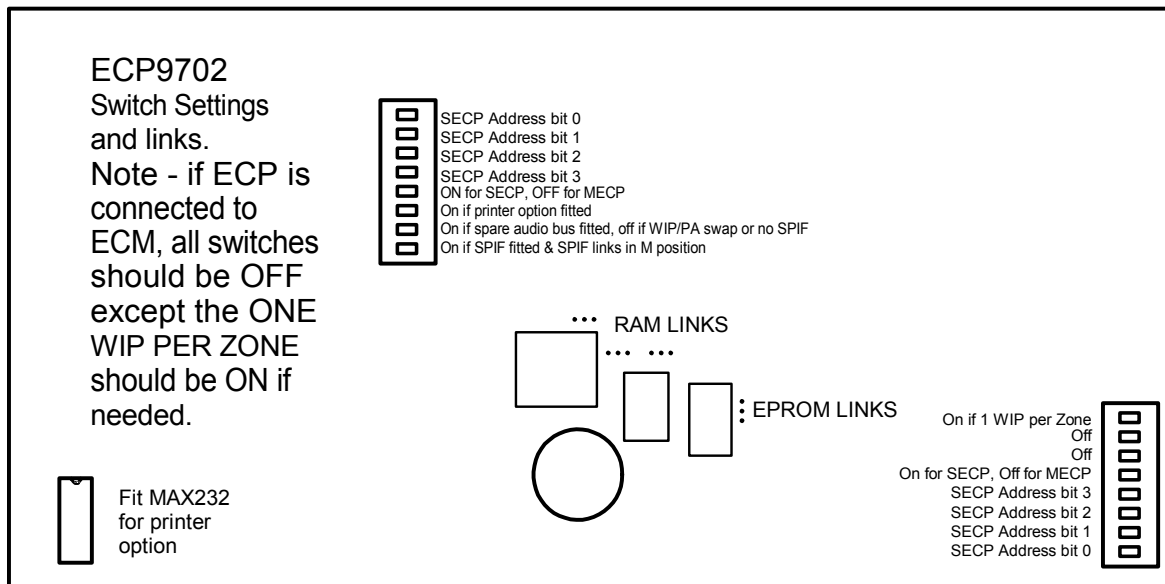 ECP9702
Switch Settings
and links.
Note - if ECP is
connected to
ECM, all switches
should be OFF
except the ONE
WIP PER ZONE
should be ON if
needed.
SECP Address bit 0
SECP Address bit 1
SECP Address bit 2
SECP Address bit 3
ON for SECP, OFF for MECP
On if printer option fitted
On if spare audio bus fitted, off if WIP/PA swap or no SPIF
On if SPIF fitted & SPIF links in M position
RAM LINKS
EPROM LINKS
On if 1 WIP per Zone
Off
Off
On for SECP, Off for MECP
SECP Address bit 3
SECP Address bit 2
SECP Address bit 1
SECP Address bit 0
Fit MAX232
for printer
option